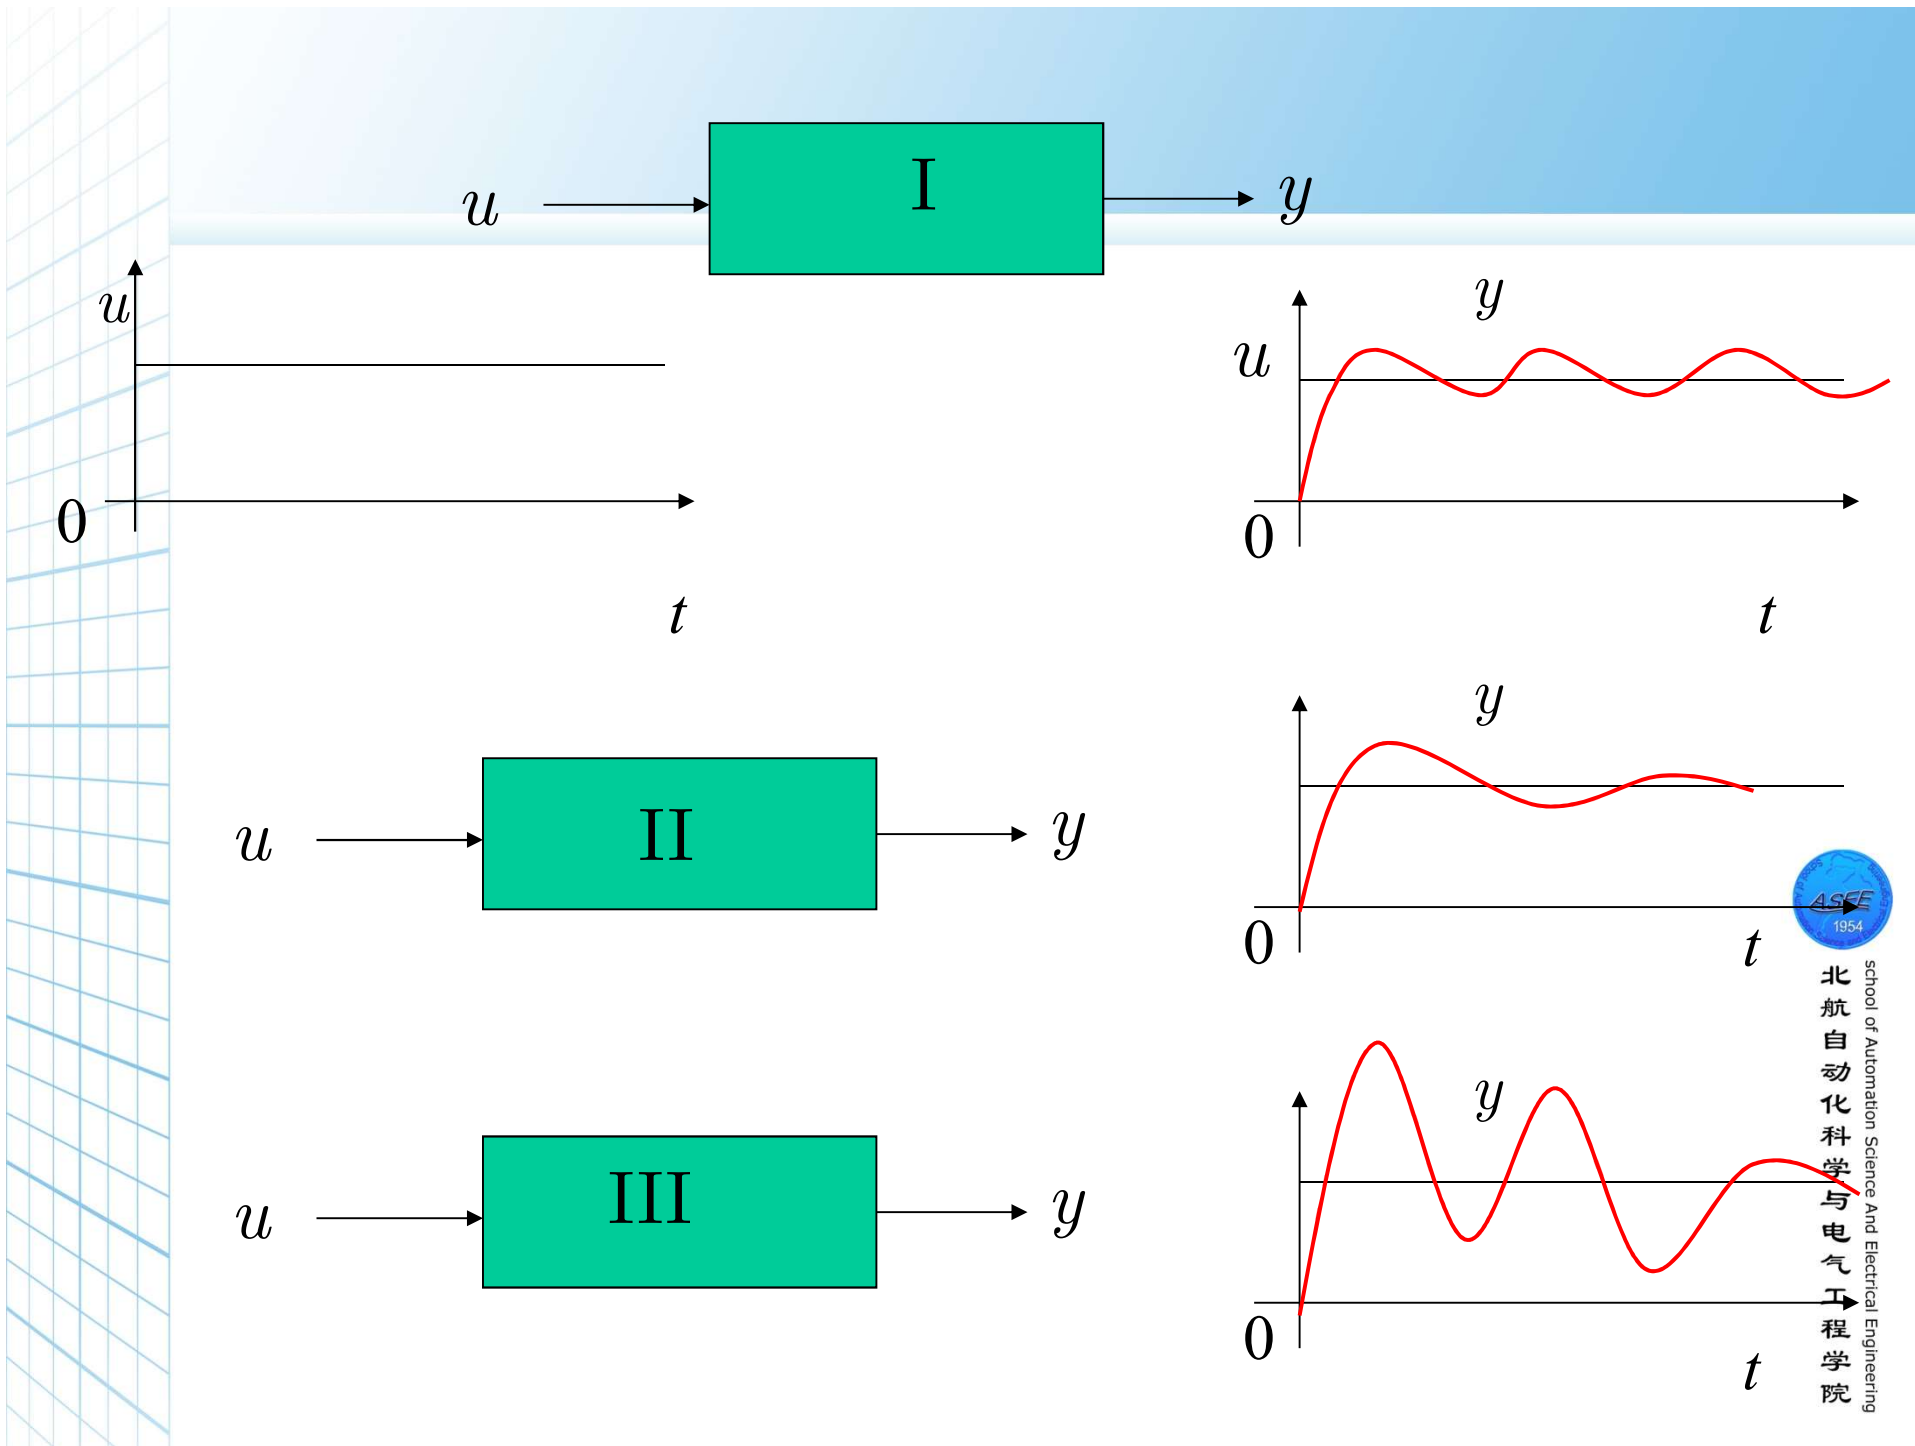 I
u
y
u
0
t
y
u
0
t
II
u
y
y
0
t
III
u
y
y
0
t
ASEE
1954
北航自动化科学与电气工程学院
school of Automation Science And Electrical Engineering